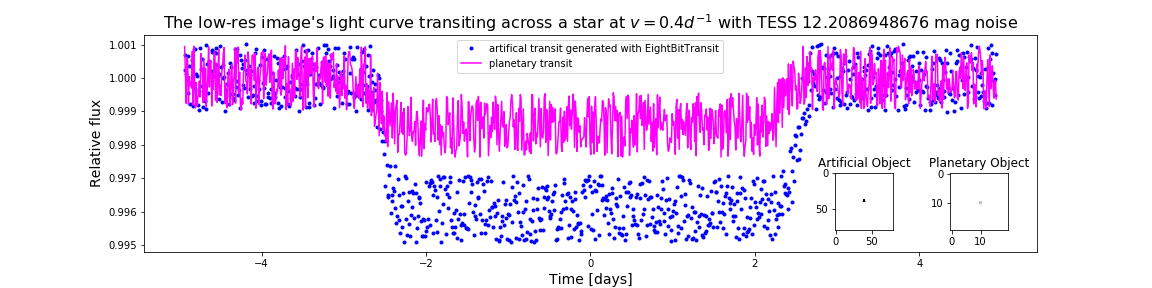 The low-res image's light curve transiting across a star at v = 0.4d⁻¹ with TESS 12.2086948676 mag noise
artifical transit generated with EightBitTransit
planetary transit
Relative flux
1.001
1.000
0.999
0.998
0.997
0.996
0.995
−4
−2
0
2
4
Time [days]
Artificial Object
0
50
0
50
Planetary Object
0
10
0
10